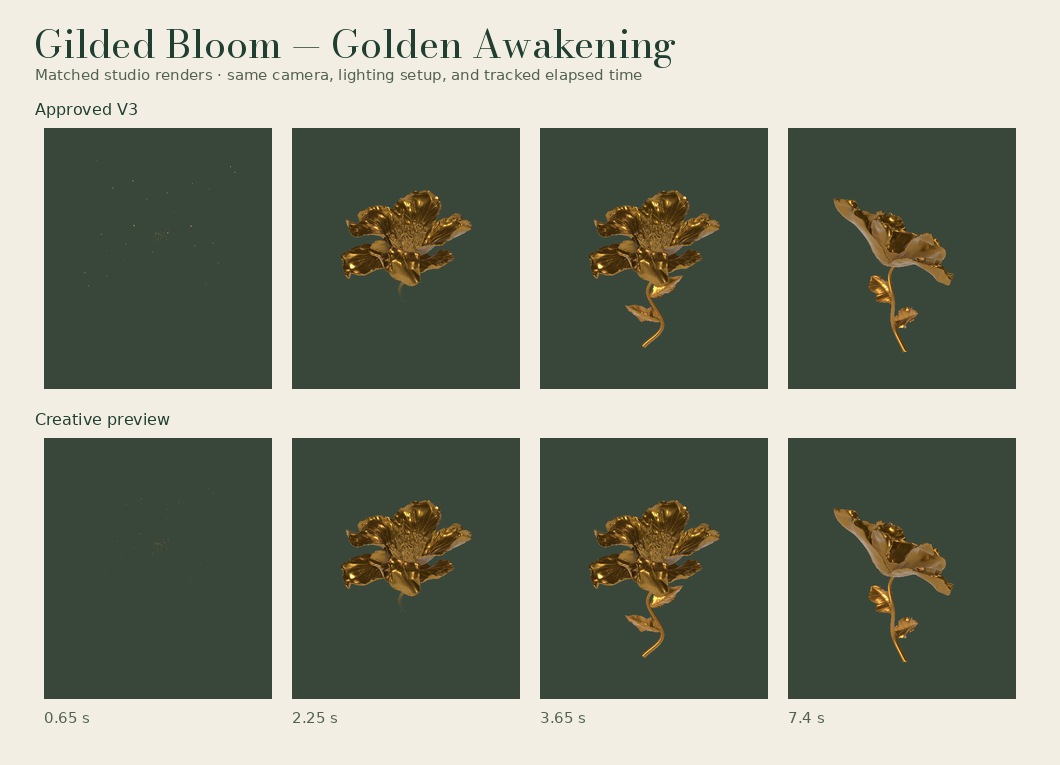 Gilded Bloom — Golden Awakening
Matched studio renders · same camera, lighting setup, and tracked elapsed time
Approved V3
Creative preview
0.65 s
2.25 s
3.65 s
7.4 s